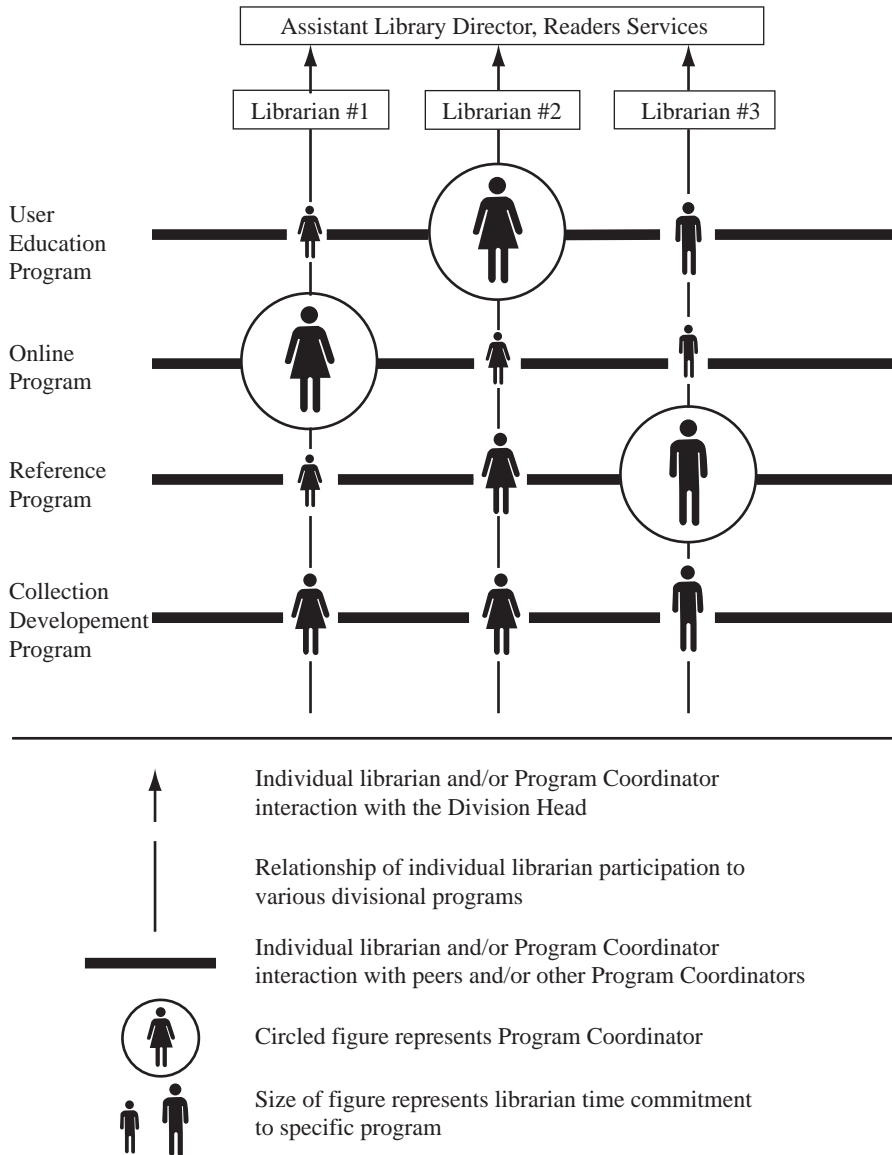 Assistant Library Director, Readers Services
Librarian #1
Librarian #2
Librarian #3
User
Education
Program
Online
Program
Reference
Program
Collection
Developement
Program
Individual librarian and/or Program Coordinator
interaction with the Division Head
Relationship of individual librarian participation to
various divisional programs
Individual librarian and/or Program Coordinator
interaction with peers and/or other Program Coordinators
Circled figure represents Program Coordinator
Size of figure represents librarian time commitment
to specific program